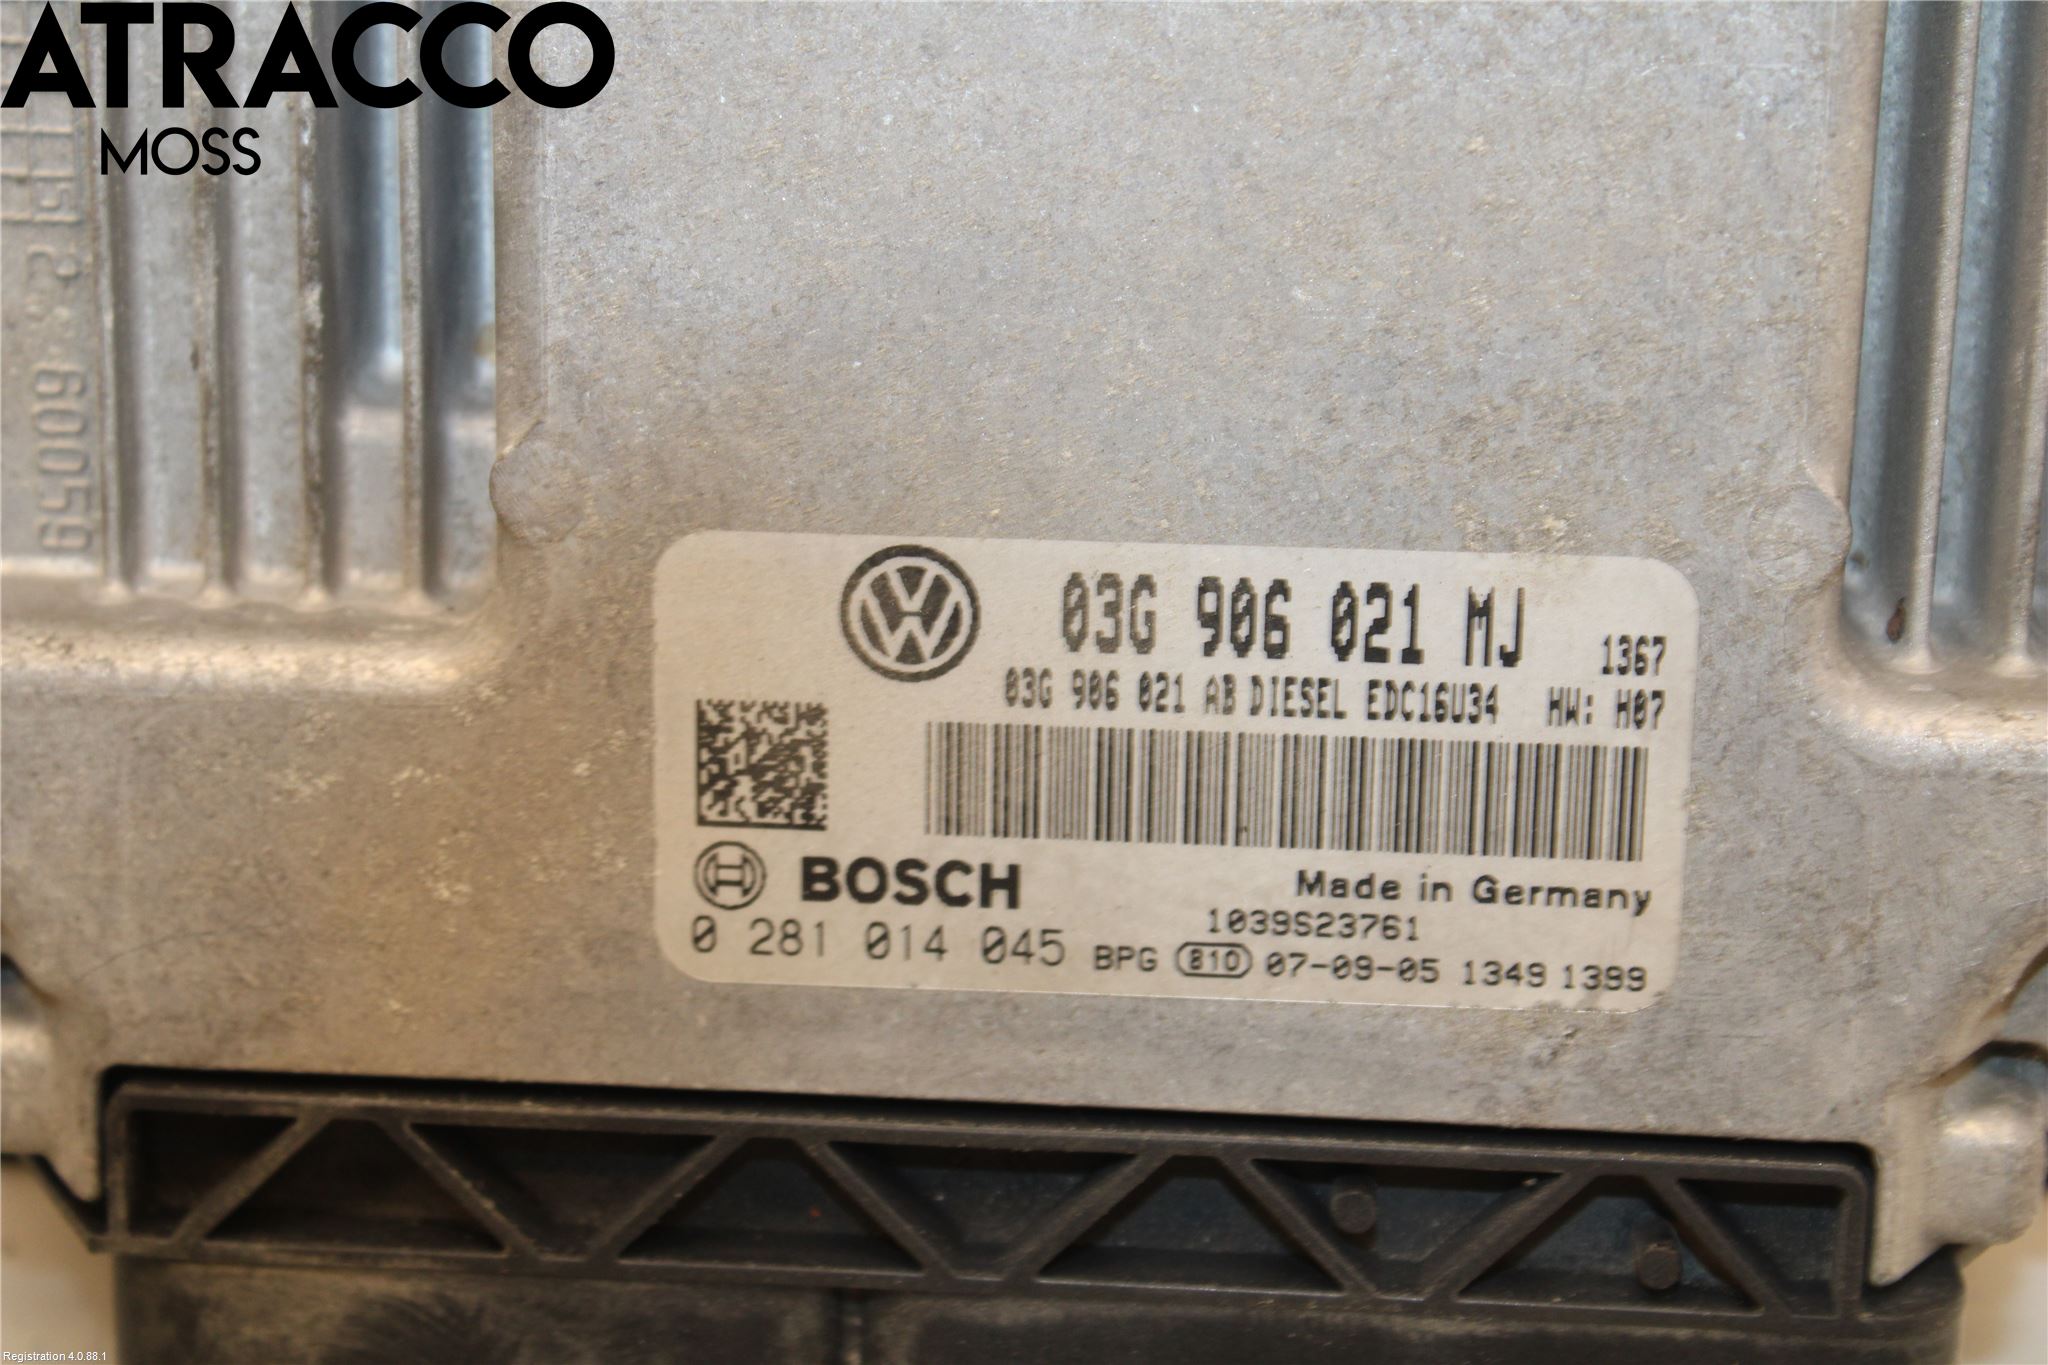 ATRACCO
MOSS
65009
03G 906 021 MJ 1367
03G 906 021 AB DIESEL EDC16U34 HW: H07
BOSCH
Made in Germany
1039S23761
0 281 014 045 BPG 810 07-09-05 1349 1399
Registration 4.0.88.1